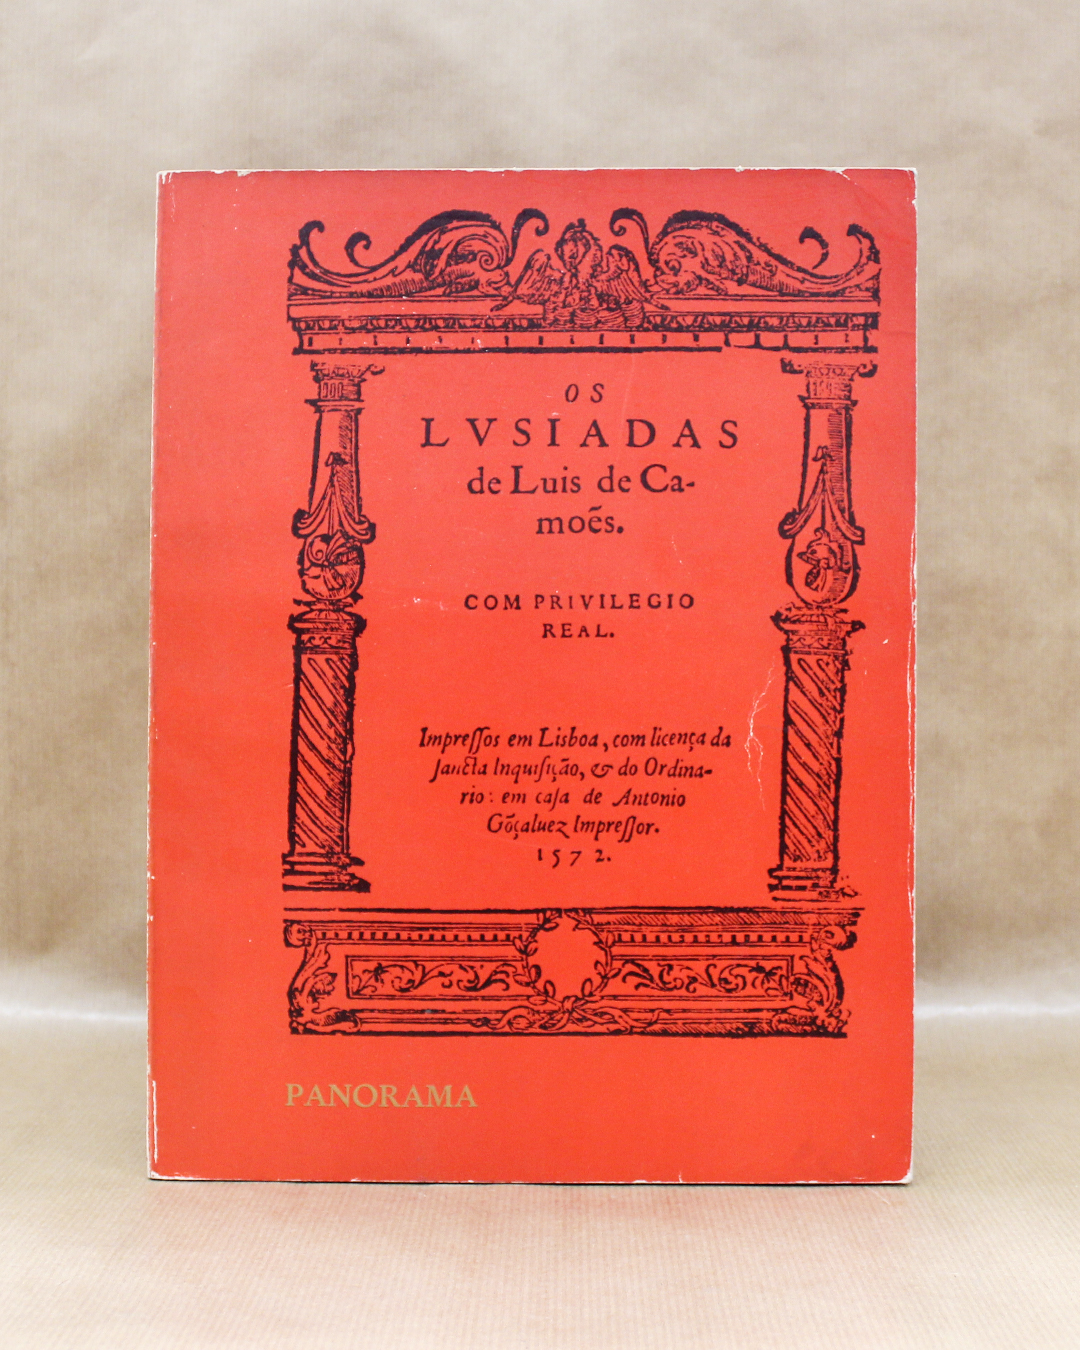 OS
LVSIADAS
de Luis de Ca-
moẽs.
COM PRIVILEGIO
REAL.
Impreſſos em Lisboa, com licença da
ſancta Inquiſição, & do Ordina-
rio: em caſa de Antonio
Gõçaluez Impreſſor.
1572.
PANORAMA